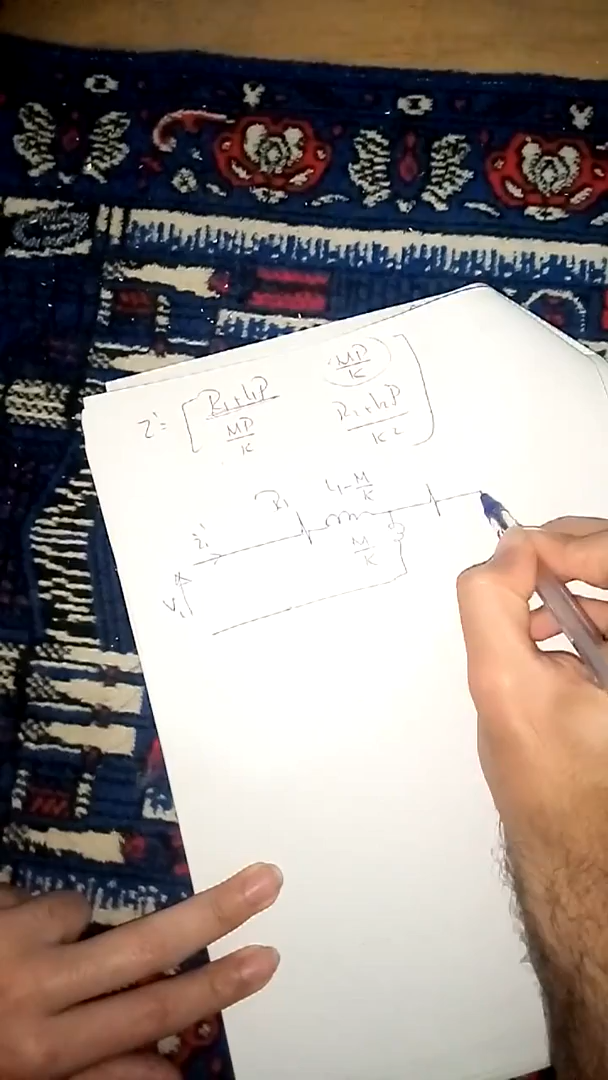 Z' = [ R₁+L₁P MP/K
MP/K R₂+L₂P/K² ]
R₁ L₁-M/K
i₁ M/K
V₁